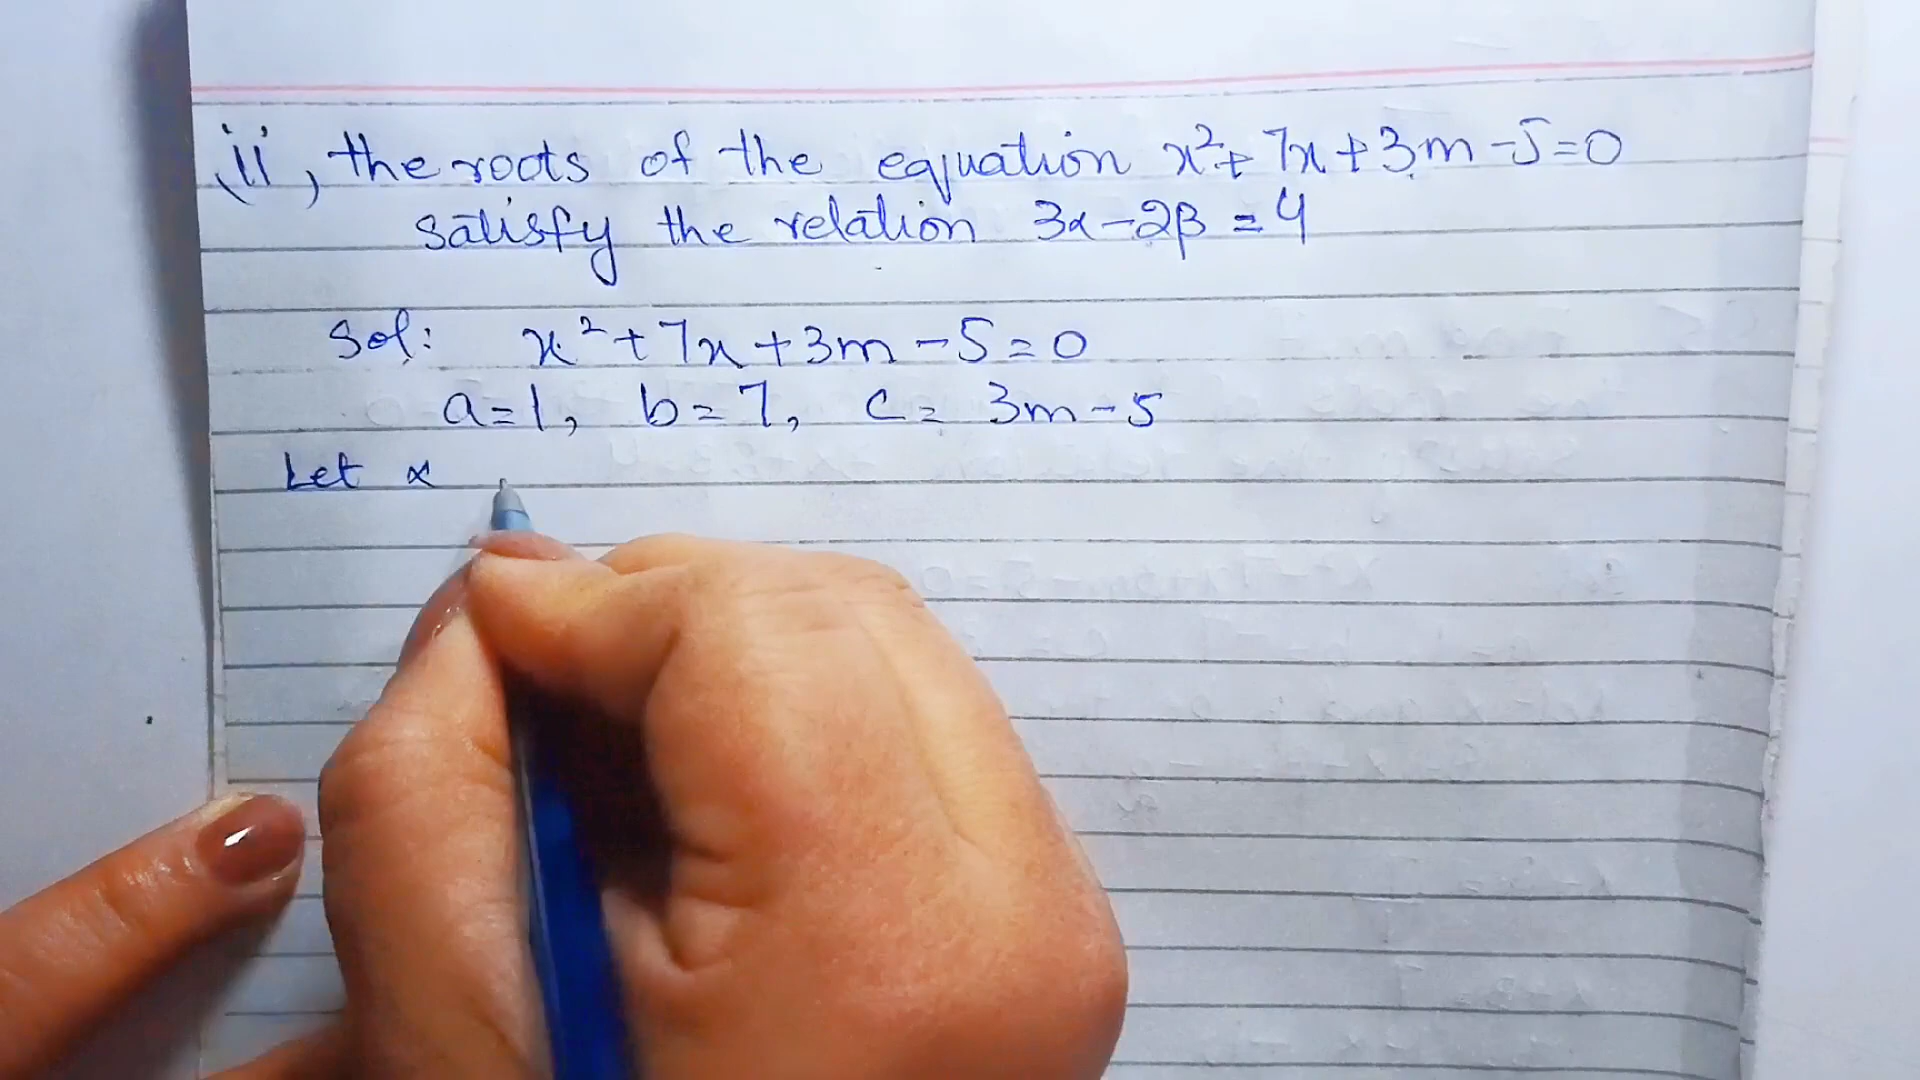 ii, the roots of the equation x²+7x+3m-5=0
satisfy the relation 3α-2β=4
Sol: x²+7x+3m-5=0
a=1, b=7, c=3m-5
Let α